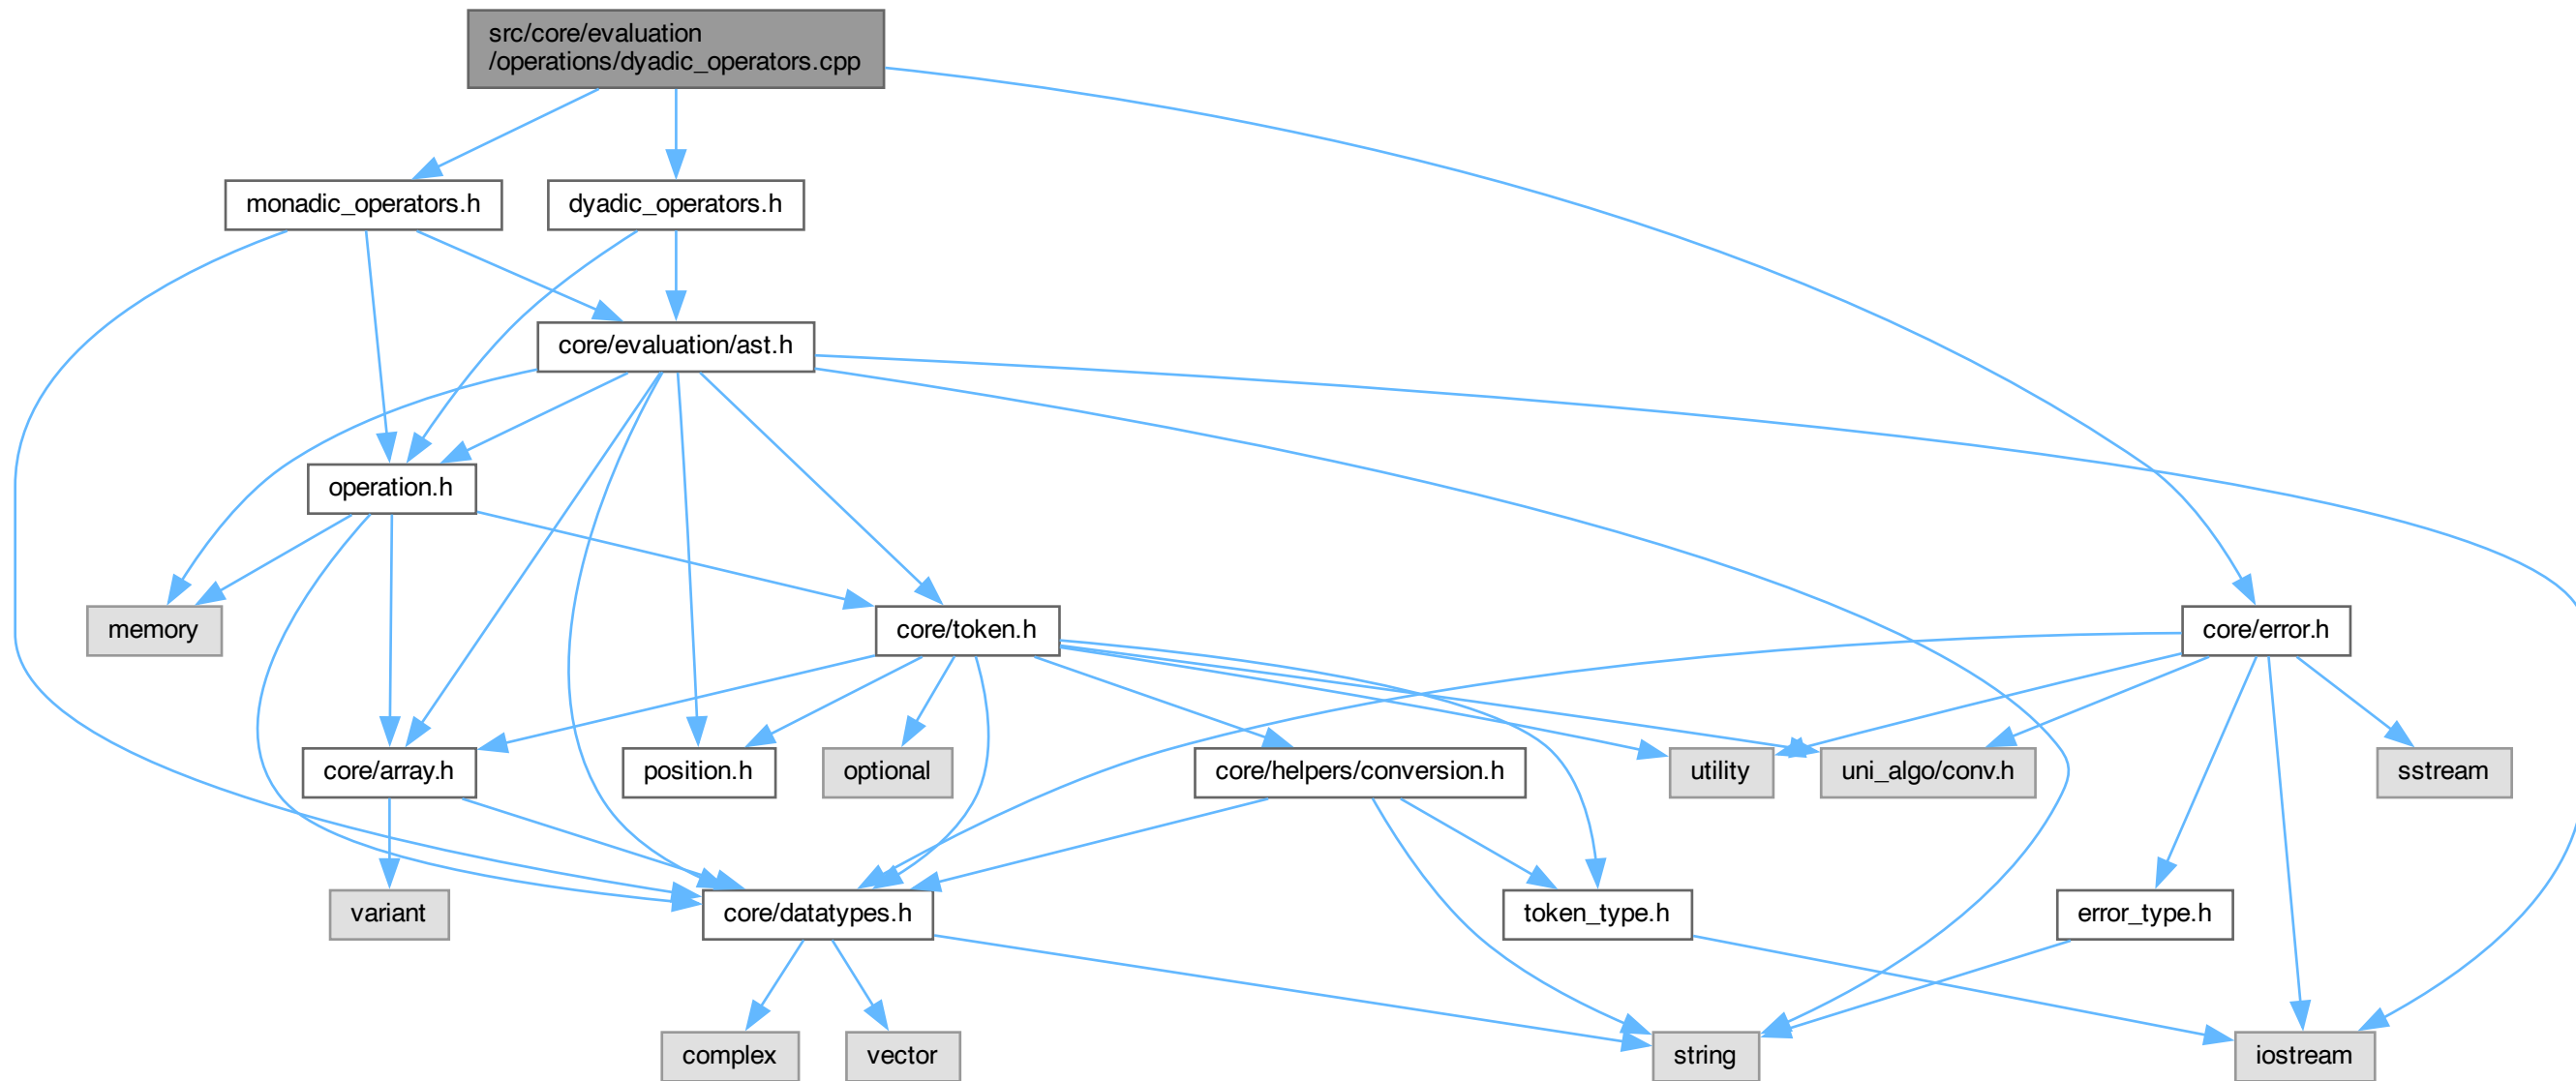 src/core/evaluation
/operations/dyadic_operators.cpp
monadic_operators.h
dyadic_operators.h
core/evaluation/ast.h
operation.h
memory
core/token.h
core/error.h
core/array.h
position.h
optional
core/helpers/conversion.h
utility
uni_algo/conv.h
sstream
variant
core/datatypes.h
token_type.h
error_type.h
complex
vector
string
iostream